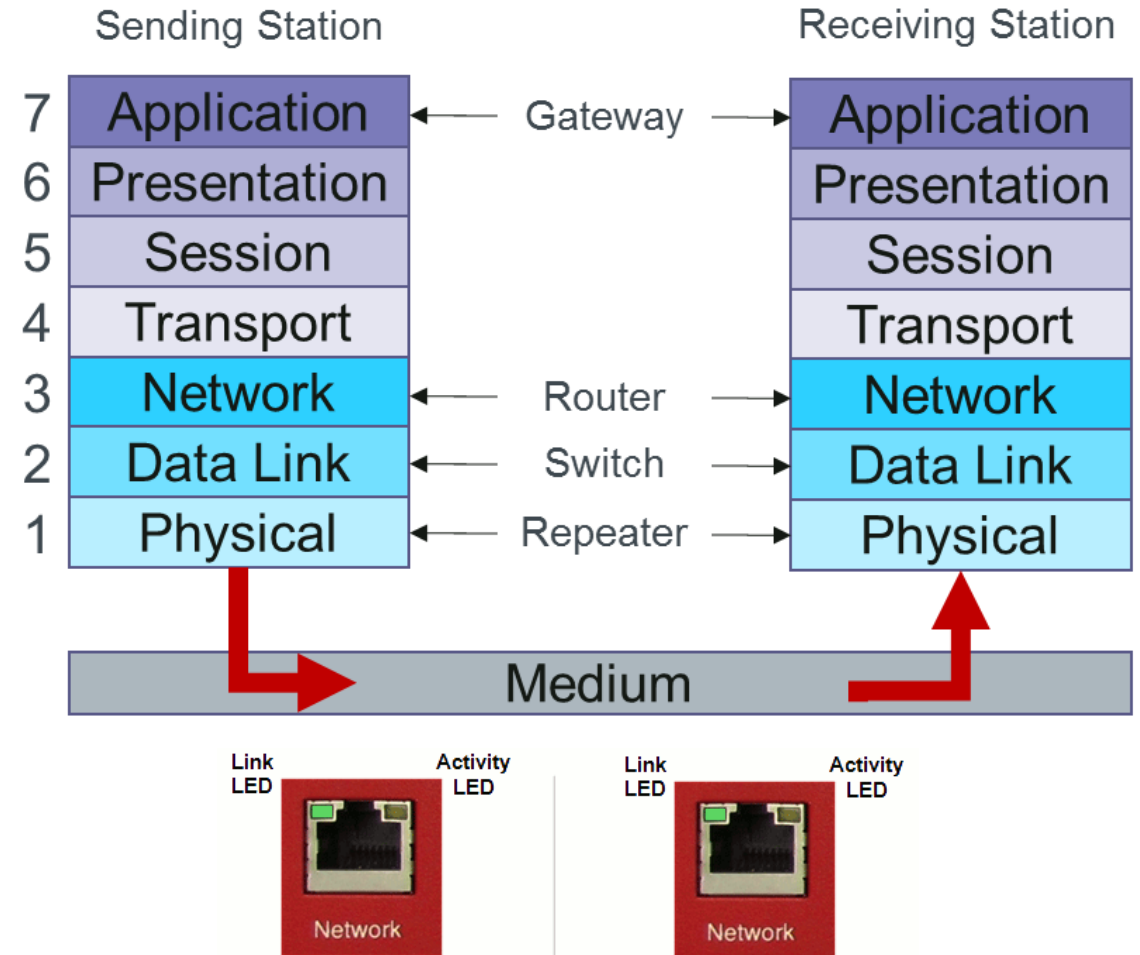 Sending Station
Receiving Station
7 Application Gateway Application
6 Presentation Presentation
5 Session Session
4 Transport Transport
3 Network Router Network
2 Data Link Switch Data Link
1 Physical Repeater Physical
Medium
Link LED
Activity LED
Link LED
Activity LED
Network
Network